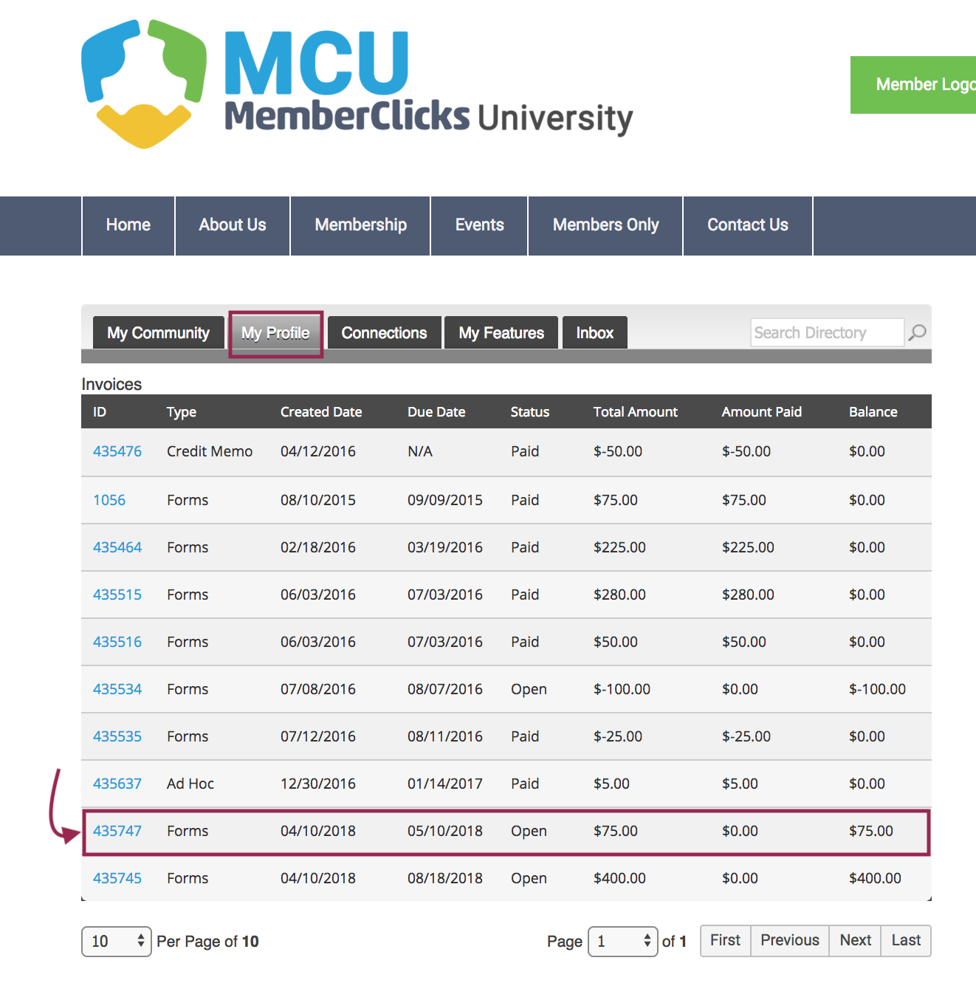 MCU
MemberClicks University
Member Logo
Home About Us Membership Events Members Only Contact Us
My Community My Profile Connections My Features Inbox Search Directory
Invoices
ID Type Created Date Due Date Status Total Amount Amount Paid Balance
435476 Credit Memo 04/12/2016 N/A Paid $-50.00 $-50.00 $0.00
1056 Forms 08/10/2015 09/09/2015 Paid $75.00 $75.00 $0.00
435464 Forms 02/18/2016 03/19/2016 Paid $225.00 $225.00 $0.00
435515 Forms 06/03/2016 07/03/2016 Paid $280.00 $280.00 $0.00
435516 Forms 06/03/2016 07/03/2016 Paid $50.00 $50.00 $0.00
435534 Forms 07/08/2016 08/07/2016 Open $-100.00 $0.00 $-100.00
435535 Forms 07/12/2016 08/11/2016 Paid $-25.00 $-25.00 $0.00
435637 Ad Hoc 12/30/2016 01/14/2017 Paid $5.00 $5.00 $0.00
435747 Forms 04/10/2018 05/10/2018 Open $75.00 $0.00 $75.00
435745 Forms 04/10/2018 08/18/2018 Open $400.00 $0.00 $400.00
10 Per Page of 10 Page 1 of 1 First Previous Next Last